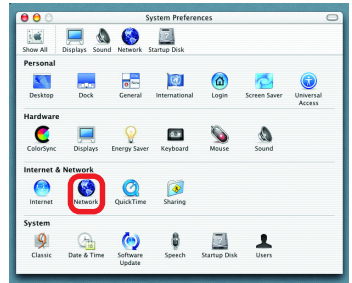 System Preferences
Show All Displays Sound Network Startup Disk
Personal
Desktop Dock General International Login Screen Saver Universal Access
Hardware
ColorSync Displays Energy Saver Keyboard Mouse Sound
Internet & Network
Internet Network QuickTime Sharing
System
Classic Date & Time Software Update Speech Startup Disk Users